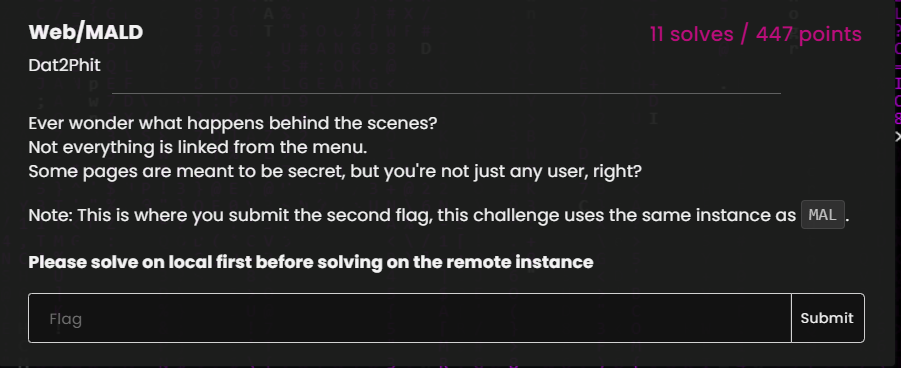 Web/MALD
11 solves / 447 points
Dat2Phit
Ever wonder what happens behind the scenes?
Not everything is linked from the menu.
Some pages are meant to be secret, but you're not just any user, right?
Note: This is where you submit the second flag, this challenge uses the same instance as MAL.
Please solve on local first before solving on the remote instance
Flag
Submit